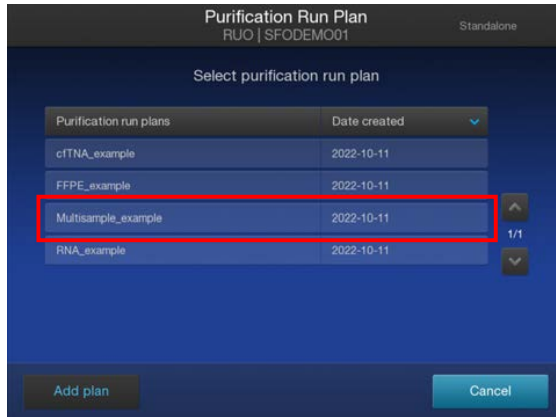 Purification Run Plan
RUO | SFODEMO01
Standalone
Select purification run plan
Purification run plans Date created
cfTNA_example 2022-10-11
FFPE_example 2022-10-11
Multisample_example 2022-10-11
RNA_example 2022-10-11
1/1
Add plan Cancel